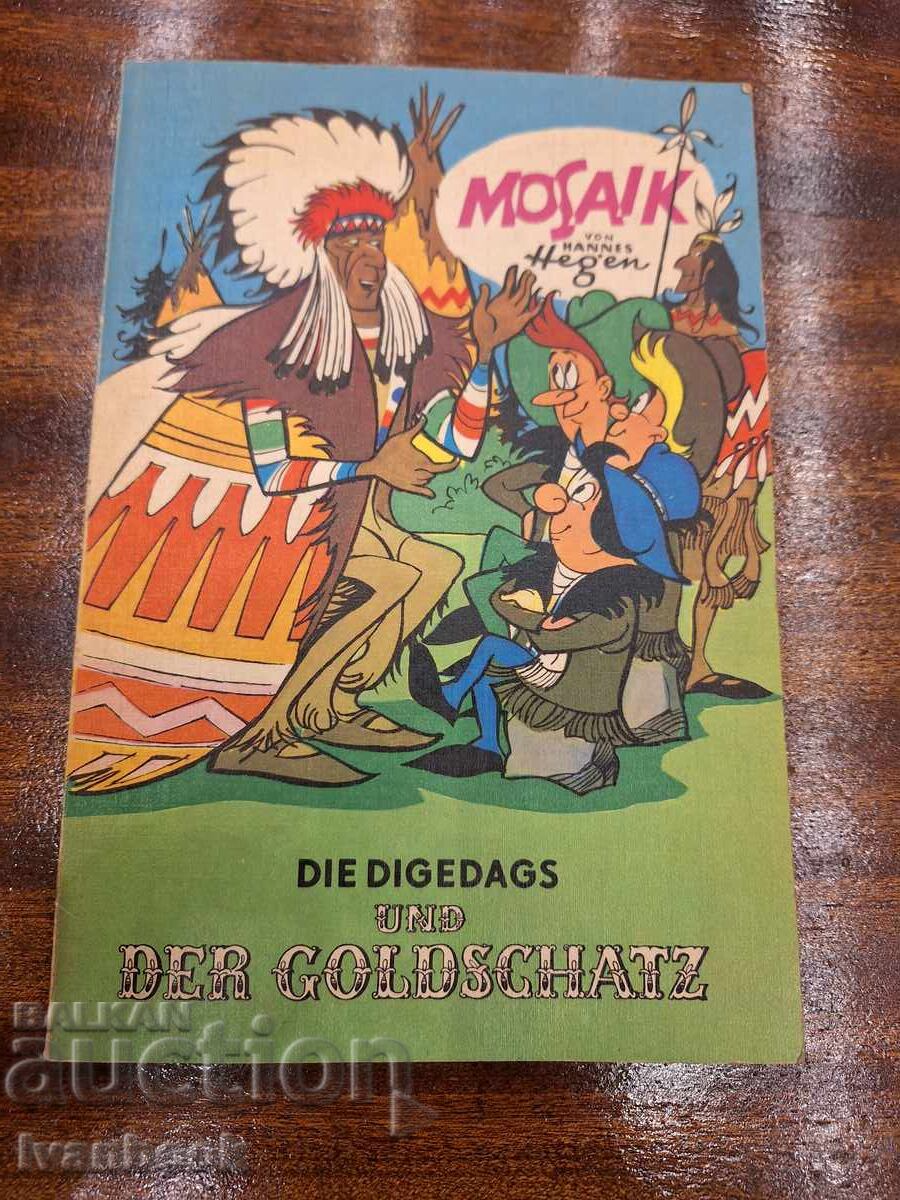 MOSAIK
VON
HANNES
Hegen
DIE DIGEDAGS
UND
DER GOLDSCHATZ
BALKAN
auction
Ivanhank